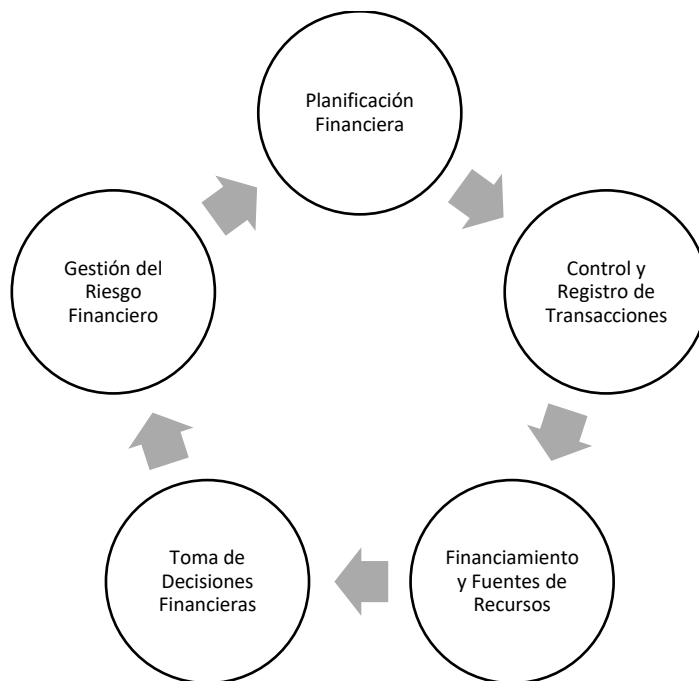 Planificación
Financiera
Control y
Registro de
Transacciones
Financiamiento
y Fuentes de
Recursos
Toma de
Decisiones
Financieras
Gestión del
Riesgo
Financiero